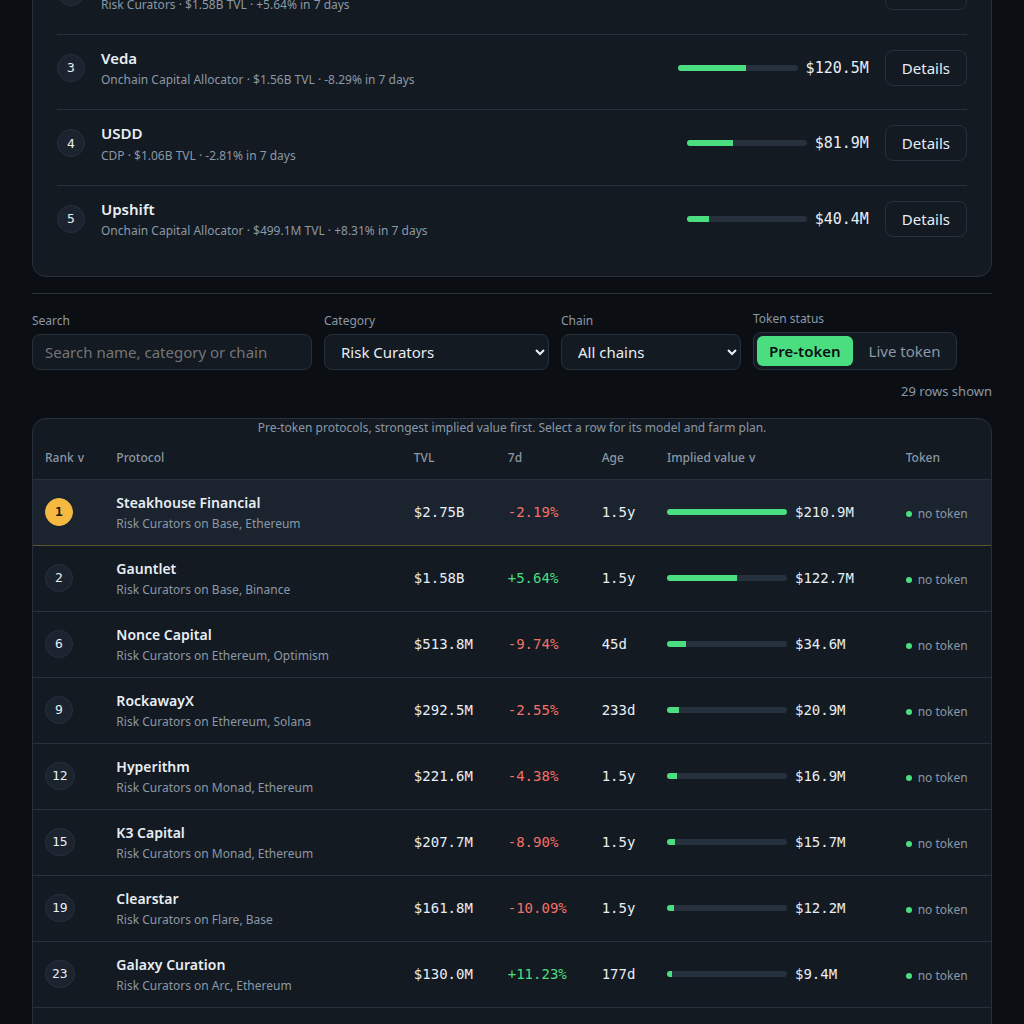 Risk Curators · $1.58B TVL · +5.64% in 7 days
3
Veda
Onchain Capital Allocator · $1.56B TVL · -8.29% in 7 days
$120.5M
Details
4
USDD
CDP · $1.06B TVL · -2.81% in 7 days
$81.9M
Details
5
Upshift
Onchain Capital Allocator · $499.1M TVL · +8.31% in 7 days
$40.4M
Details
Search
Search name, category or chain
Category
Risk Curators
Chain
All chains
Token status
Pre-token
Live token
29 rows shown
Pre-token protocols, strongest implied value first. Select a row for its model and farm plan.
Rank v Protocol TVL 7d Age Implied value v Token
1 Steakhouse Financial $2.75B -2.19% 1.5y $210.9M no token
Risk Curators on Base, Ethereum
2 Gauntlet $1.58B +5.64% 1.5y $122.7M no token
Risk Curators on Base, Binance
6 Nonce Capital $513.8M -9.74% 45d $34.6M no token
Risk Curators on Ethereum, Optimism
9 RockawayX $292.5M -2.55% 233d $20.9M no token
Risk Curators on Ethereum, Solana
12 Hyperithm $221.6M -4.38% 1.5y $16.9M no token
Risk Curators on Monad, Ethereum
15 K3 Capital $207.7M -8.90% 1.5y $15.7M no token
Risk Curators on Monad, Ethereum
19 Clearstar $161.8M -10.09% 1.5y $12.2M no token
Risk Curators on Flare, Base
23 Galaxy Curation $130.0M +11.23% 177d $9.4M no token
Risk Curators on Arc, Ethereum